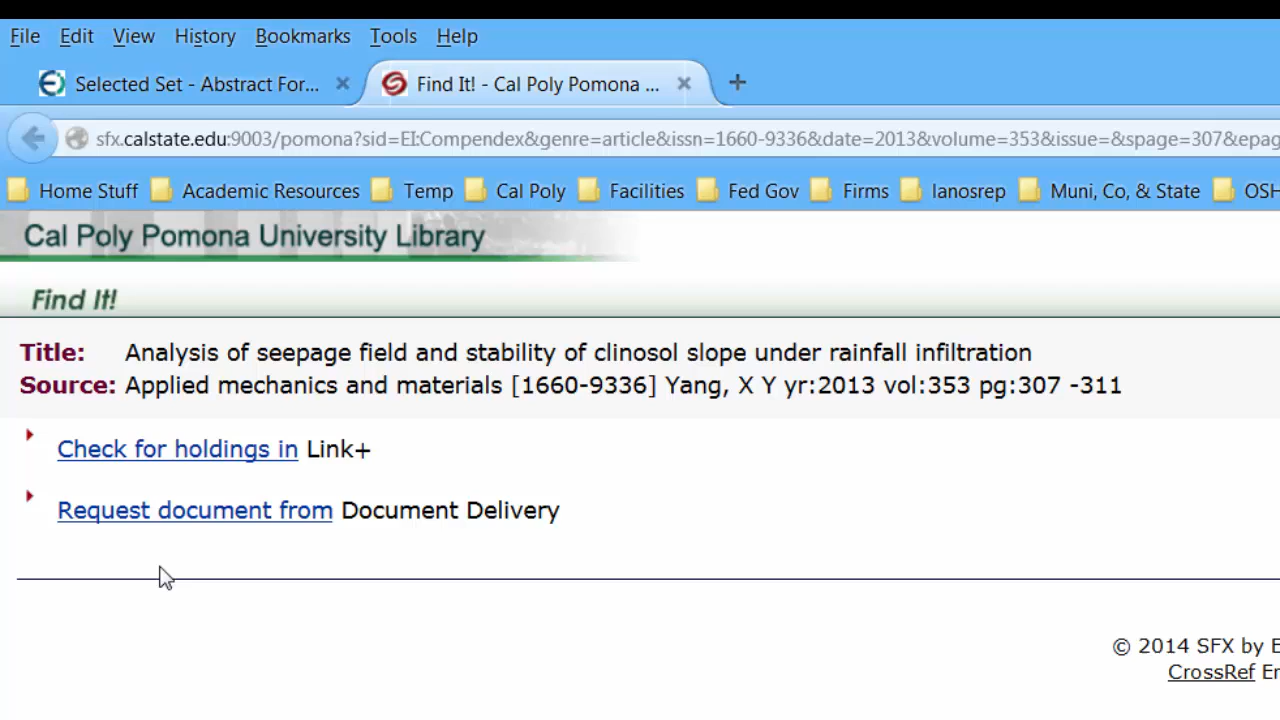 File Edit View History Bookmarks Tools Help
Selected Set - Abstract For... Find It! - Cal Poly Pomona ...
sfx.calstate.edu:9003/pomona?sid=EI:Compendex&genre=article&issn=1660-9336&date=2013&volume=353&issue=&spage=307&epag
Home Stuff Academic Resources Temp Cal Poly Facilities Fed Gov Firms Ianosrep Muni, Co, & State OSH
Cal Poly Pomona University Library
Find It!
Title: Analysis of seepage field and stability of clinosol slope under rainfall infiltration
Source: Applied mechanics and materials [1660-9336] Yang, X Y yr:2013 vol:353 pg:307 -311
Check for holdings in Link+
Request document from Document Delivery
© 2014 SFX by E
CrossRef En